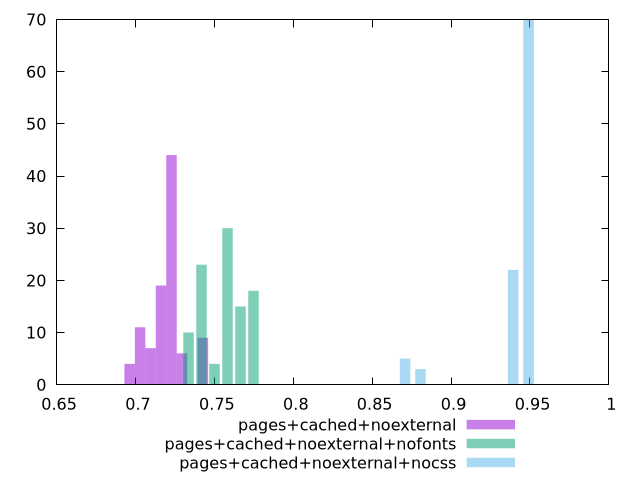 70
60
50
40
30
20
10
0
0.65 0.7 0.75 0.8 0.85 0.9 0.95 1
pages+cached+noexternal
pages+cached+noexternal+nofonts
pages+cached+noexternal+nocss